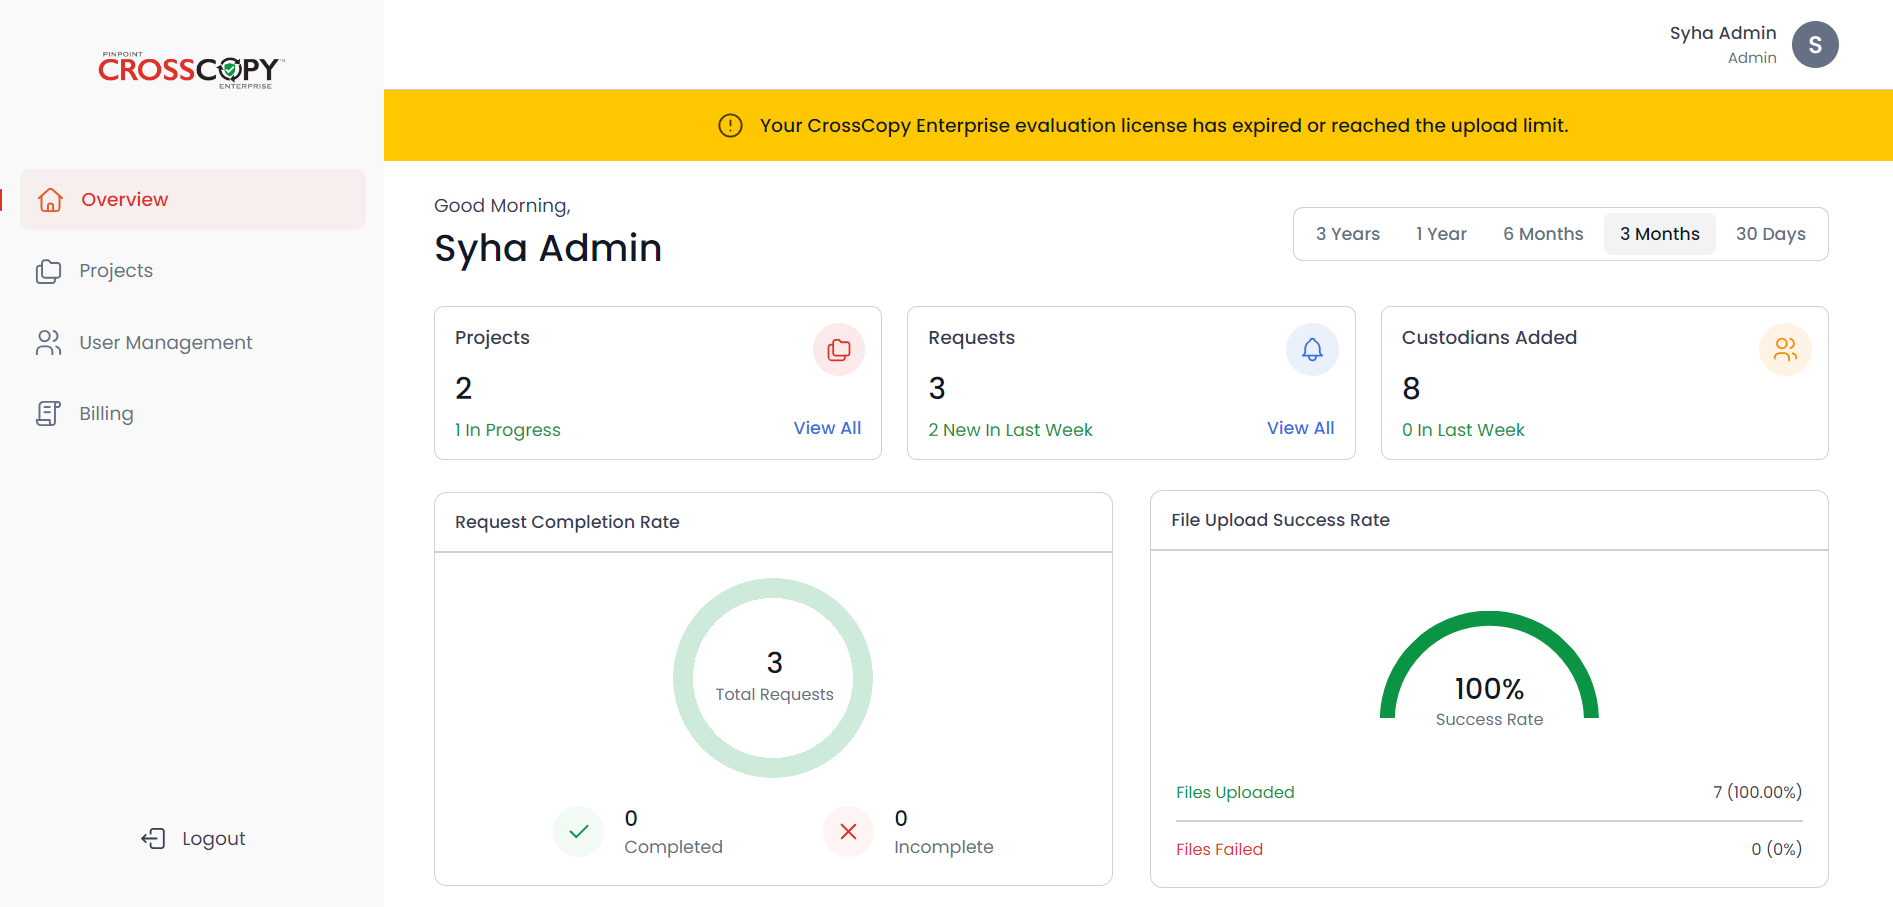 PINPOINT
CROSSCOPY™
ENTERPRISE
Overview
Projects
User Management
Billing
Logout
Syha Admin
Admin
S
Your CrossCopy Enterprise evaluation license has expired or reached the upload limit.
Good Morning,
Syha Admin
3 Years 1 Year 6 Months 3 Months 30 Days
Projects
2
1 In Progress View All
Requests
3
2 New In Last Week View All
Custodians Added
8
0 In Last Week
Request Completion Rate
3
Total Requests
0
Completed
0
Incomplete
File Upload Success Rate
100%
Success Rate
Files Uploaded 7 (100.00%)
Files Failed 0 (0%)